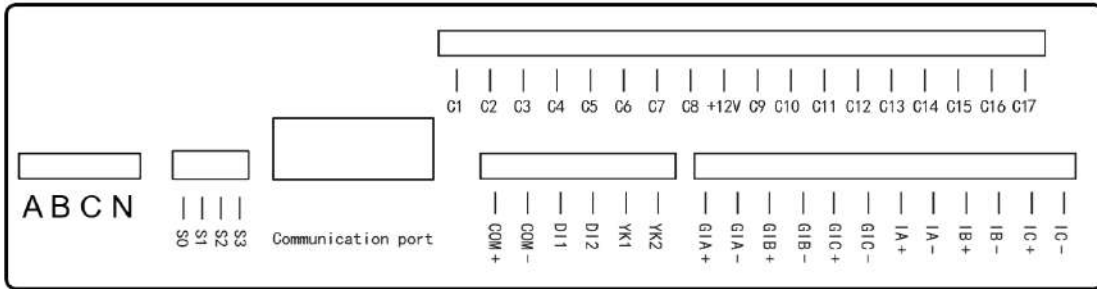 C1 C2 C3 C4 C5 C6 C7 C8 +12V C9 C10 C11 C12 C13 C14 C15 C16 C17
A B C N
S0 S1 S2 S3
Communication port
COM+ COM- DI1 DI2 YK1 YK2
GIA+ GIA- GIB+ GIB- GIC+ GIC- IA+ IA- IB+ IB- IC+ IC-